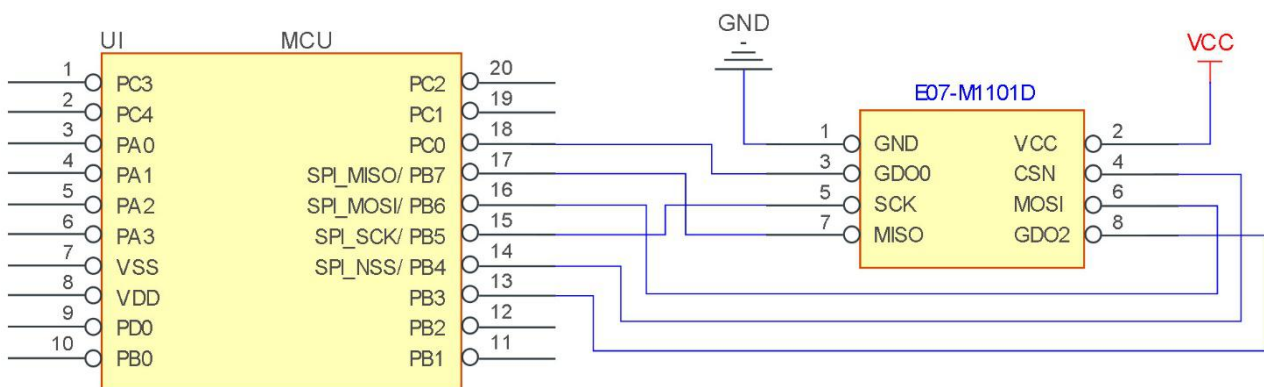 GND
UI MCU
VCC
E07-M1101D
1 PC3 PC2 20
2 PC4 PC1 19
3 PA0 PC0 18
4 PA1 SPI_MISO/ PB7 17
5 PA2 SPI_MOSI/ PB6 16
6 PA3 SPI_SCK/ PB5 15
7 VSS SPI_NSS/ PB4 14
8 VDD PB3 13
9 PD0 PB2 12
10 PB0 PB1 11
1 GND VCC 2
3 GDO0 CSN 4
5 SCK MOSI 6
7 MISO GDO2 8